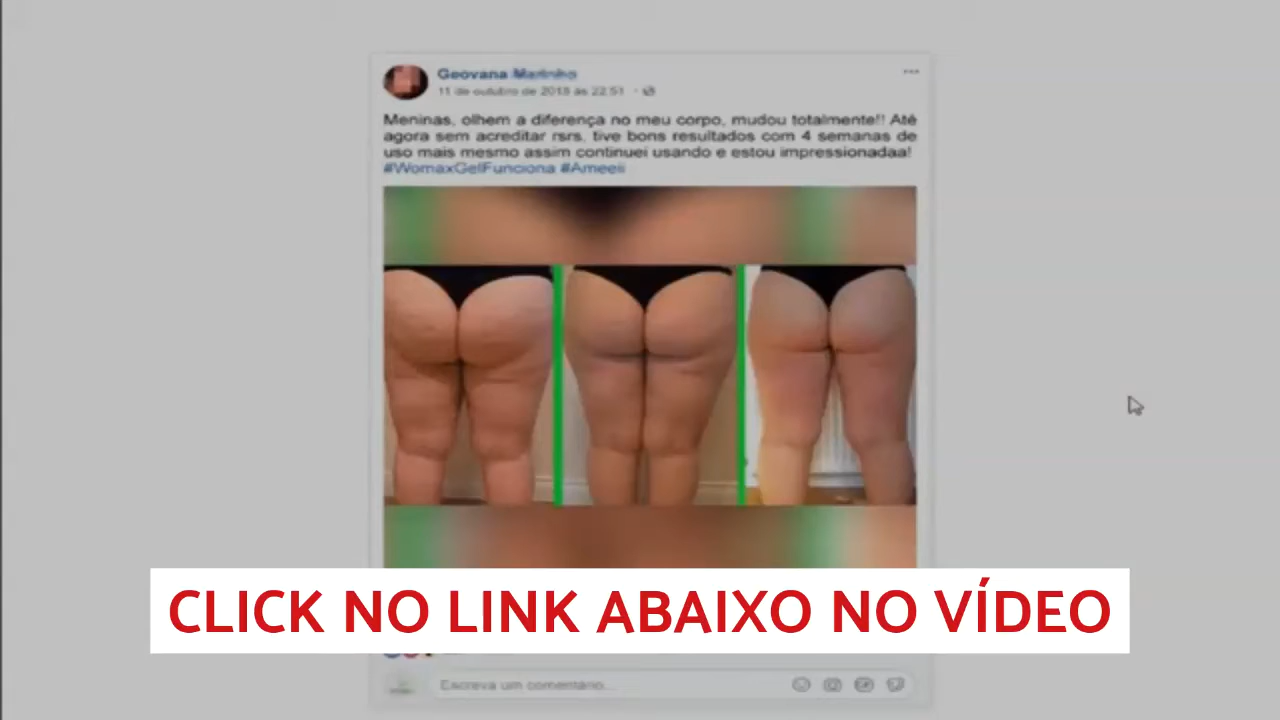 Geovana Marinho
11 de outubro de 2018 às 22:51
Meninas, olhem a diferença no meu corpo, mudou totalmente!! Até
agora sem acreditar rsrs, tive bons resultados com 4 semanas de
uso mais mesmo assim continuei usando e estou impressionadaa!
#WomaxGelFunciona #Ameeii
CLICK NO LINK ABAIXO NO VÍDEO
Escreva um comentário...